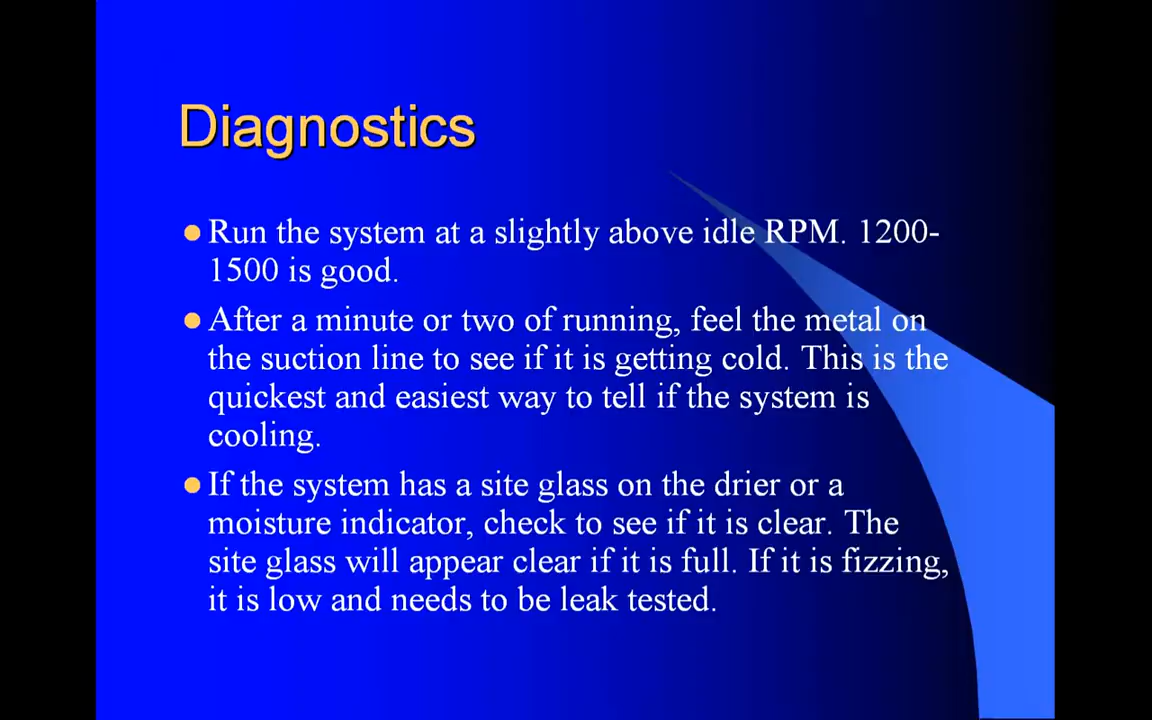 Diagnostics
Run the system at a slightly above idle RPM. 1200-
1500 is good.
After a minute or two of running, feel the metal on
the suction line to see if it is getting cold. This is the
quickest and easiest way to tell if the system is
cooling.
If the system has a site glass on the drier or a
moisture indicator, check to see if it is clear. The
site glass will appear clear if it is full. If it is fizzing,
it is low and needs to be leak tested.